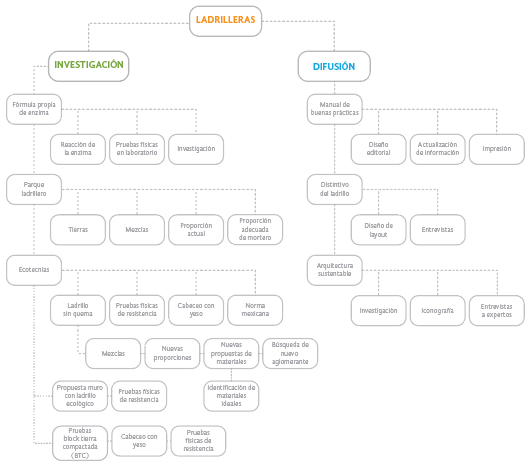 LADRILLERAS
INVESTIGACIÓN
DIFUSIÓN
Fórmula propia
de enzima
Reacción de
la enzima
Pruebas físicas
en laboratorio
Investigación
Parque
ladrillero
Tierras
Mezclas
Proporción
actual
Proporción
adecuada
de mortero
Ecotecnias
Ladrillo
sin quema
Pruebas físicas
de resistencia
Cabeceo con
yeso
Norma
mexicana
Mezclas
Nuevas
proporciones
Nuevas
propuestas de
materiales
Búsqueda de
nuevo
aglomerante
Identificación de
materiales
ideales
Propuesta muro
con ladrillo
ecológico
Pruebas físicas
de resistencia
Pruebas
block tierra
compactada
(BTC)
Cabeceo con
yeso
Pruebas
físicas de
resistencia
Manual de
buenas prácticas
Diseño
editorial
Actualización
de información
Impresión
Distintivo
del ladrillo
Diseño de
layout
Entrevistas
Arquitectura
sustentable
Investigación
Iconografía
Entrevistas
a expertos